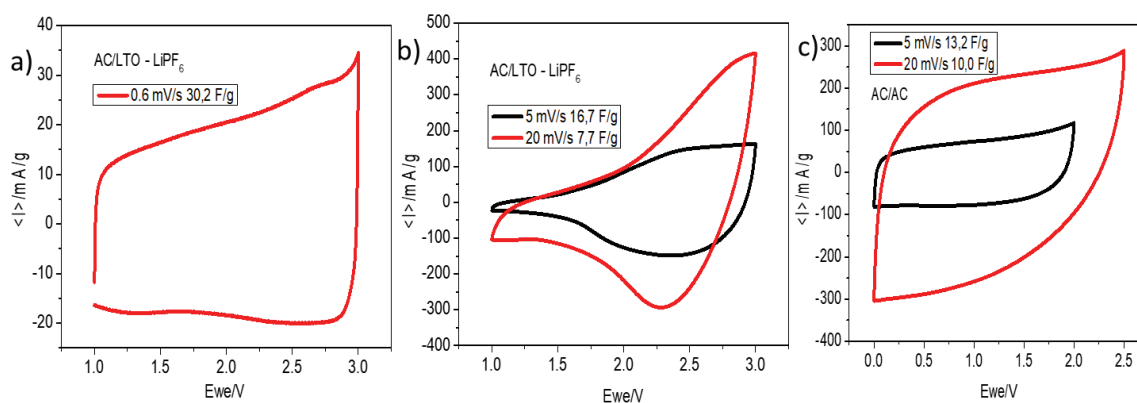 a)
AC/LTO - LiPF6
0.6 mV/s 30,2 F/g
< I > /m A / g
40
30
20
10
0
-10
-20
1.0 1.5 2.0 2.5 3.0
Ewe/V
b)
AC/LTO - LiPF6
5 mV/s 16,7 F/g
20 mV/s 7,7 F/g
< I > /m A / g
500
400
300
200
100
0
-100
-200
-300
-400
1.0 1.5 2.0 2.5 3.0
Ewe/V
c)
5 mV/s 13,2 F/g
20 mV/s 10,0 F/g
AC/AC
< I > /m A / g
300
200
100
0
-100
-200
-300
-400
0.0 0.5 1.0 1.5 2.0 2.5
Ewe/V